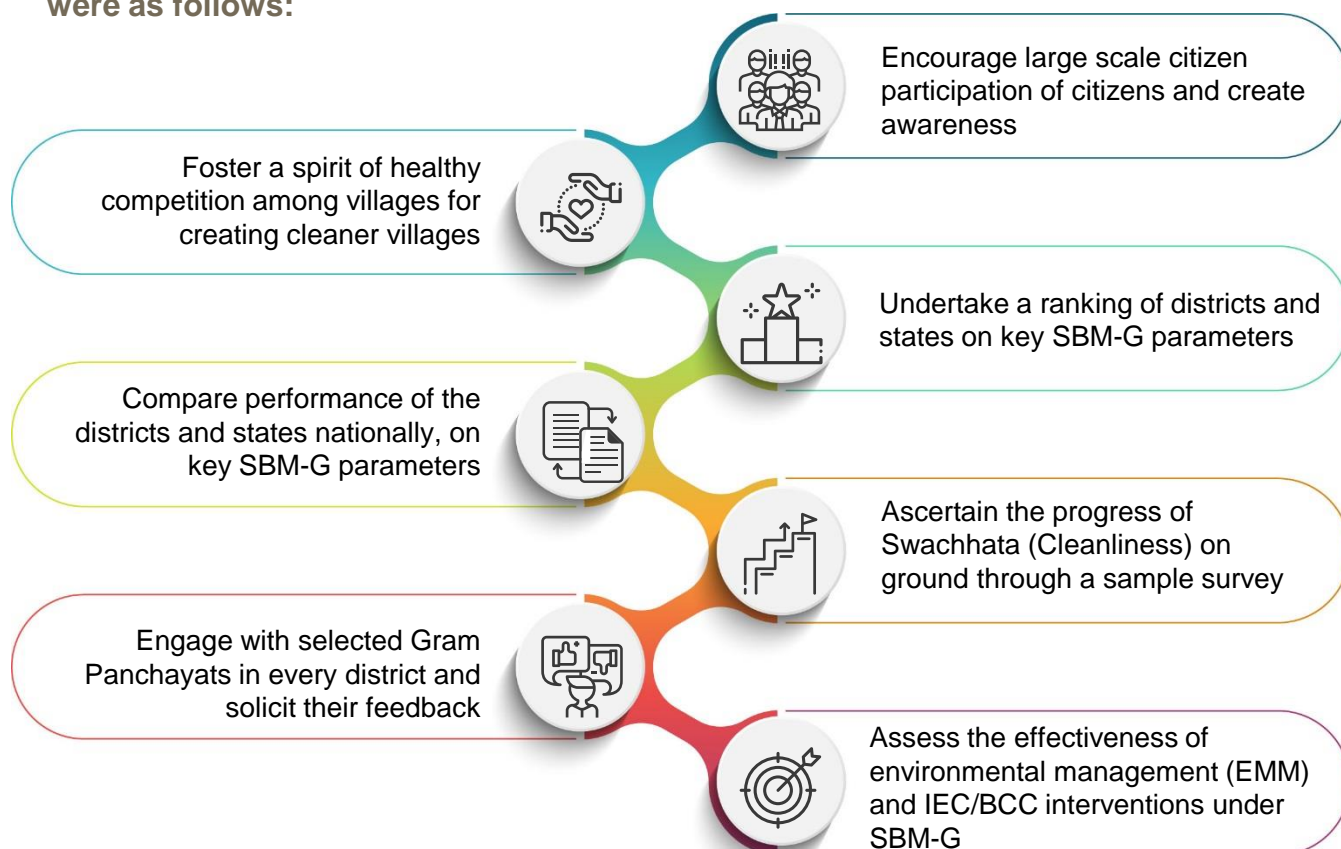 were as follows:
Encourage large scale citizen
participation of citizens and create
awareness
Foster a spirit of healthy
competition among villages for
creating cleaner villages
Undertake a ranking of districts and
states on key SBM-G parameters
Compare performance of the
districts and states nationally, on
key SBM-G parameters
Ascertain the progress of
Swachhata (Cleanliness) on
ground through a sample survey
Engage with selected Gram
Panchayats in every district and
solicit their feedback
Assess the effectiveness of
environmental management (EMM)
and IEC/BCC interventions under
SBM-G